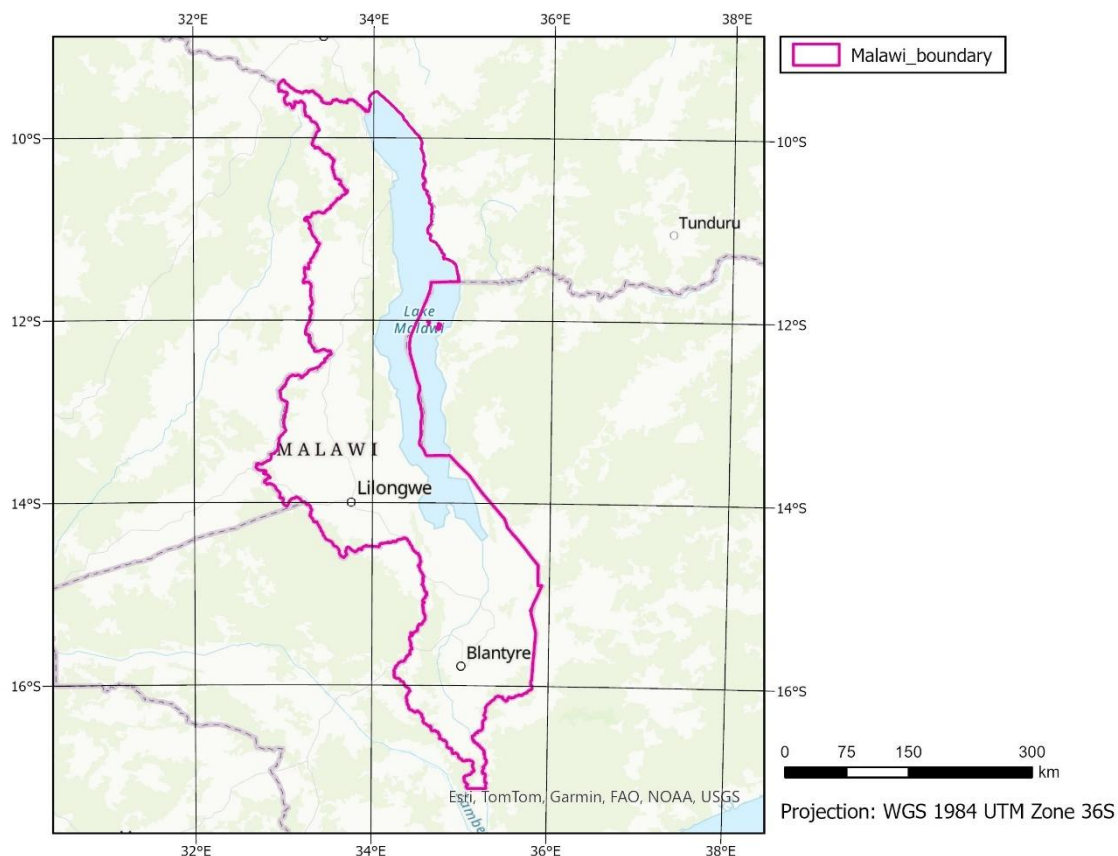 32°E 34°E 36°E 38°E
Malawi_boundary
10°S 10°S
Tunduru
Lake
Malawi
12°S 12°S
MALAWI
Lilongwe
14°S 14°S
Blantyre
16°S 16°S
0 75 150 300
km
Esri, TomTom, Garmin, FAO, NOAA, USGS
Projection: WGS 1984 UTM Zone 36S
32°E 34°E 36°E 38°E